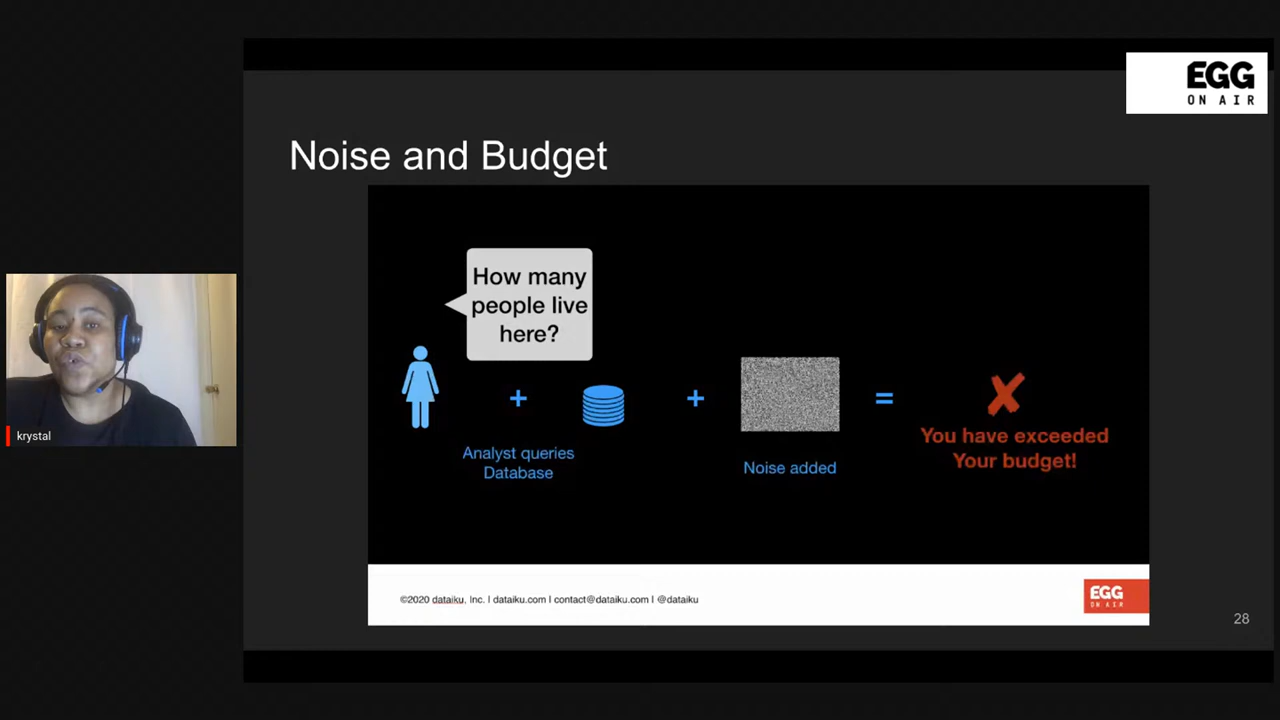 EGG
ON AIR
Noise and Budget
How many
people live
here?
+
+
=
✘
You have exceeded
Your budget!
Analyst queries
Database
Noise added
krystal
©2020 dataiku, Inc. I dataiku.com I contact@dataiku.com I @dataiku
EGG
ON AIR
28